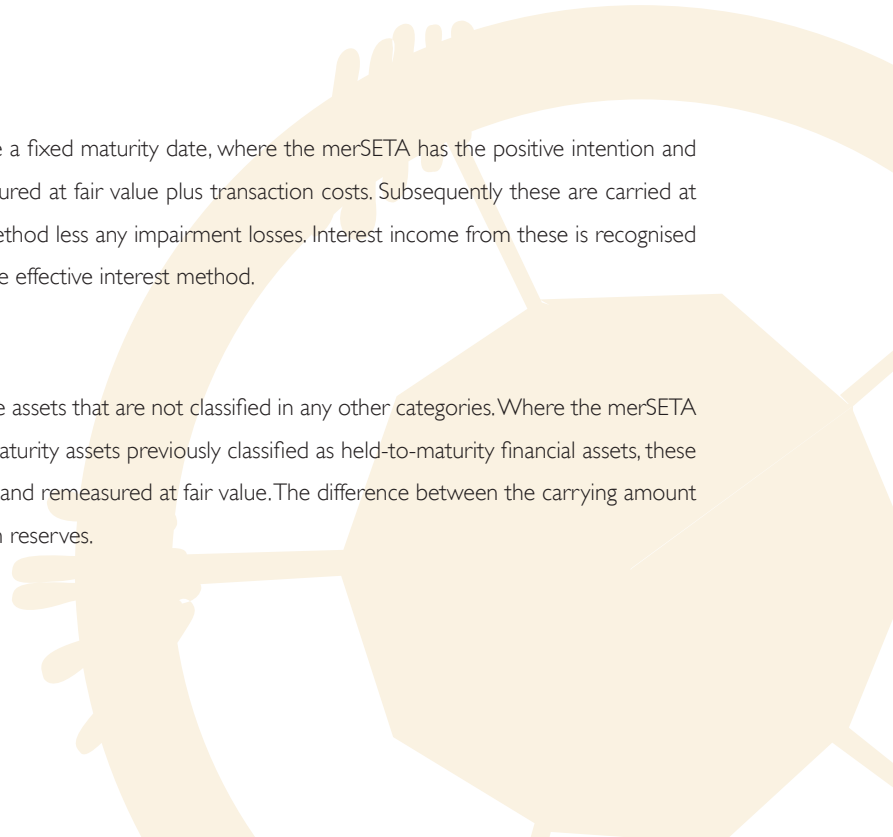 a fixed maturity date, where the merSETA has the positive intention and
ured at fair value plus transaction costs. Subsequently these are carried at
ethod less any impairment losses. Interest income from these is recognised
e effective interest method.
e assets that are not classified in any other categories. Where the merSETA
aturity assets previously classified as held-to-maturity financial assets, these
and remeasured at fair value. The difference between the carrying amount
n reserves.